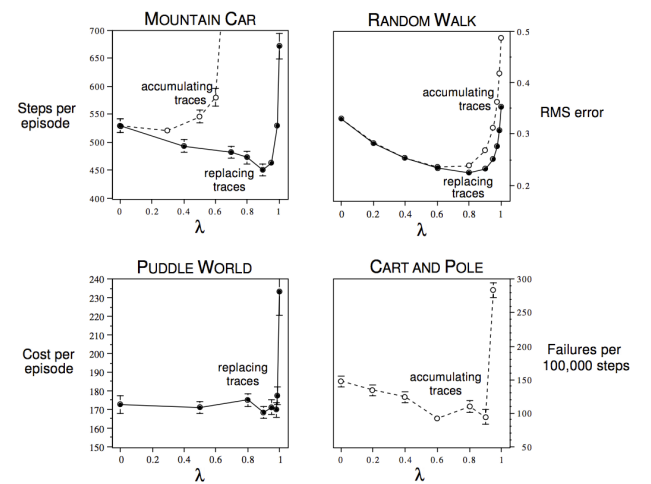 MOUNTAIN CAR
700
650
600
550
500
450
400
Steps per
episode
accumulating
traces
replacing
traces
0
0.2
0.4
0.6
0.8
1
λ
RANDOM WALK
0.5
0.4
0.3
0.2
RMS error
accumulating
traces
replacing
traces
0
0.2
0.4
0.6
0.8
1
λ
PUDDLE WORLD
240
230
220
210
200
190
180
170
160
150
Cost per
episode
replacing
traces
0
0.2
0.4
0.6
0.8
1
λ
CART AND POLE
300
250
200
150
100
50
Failures per
100,000 steps
accumulating
traces
0
0.2
0.4
0.6
0.8
1
λ